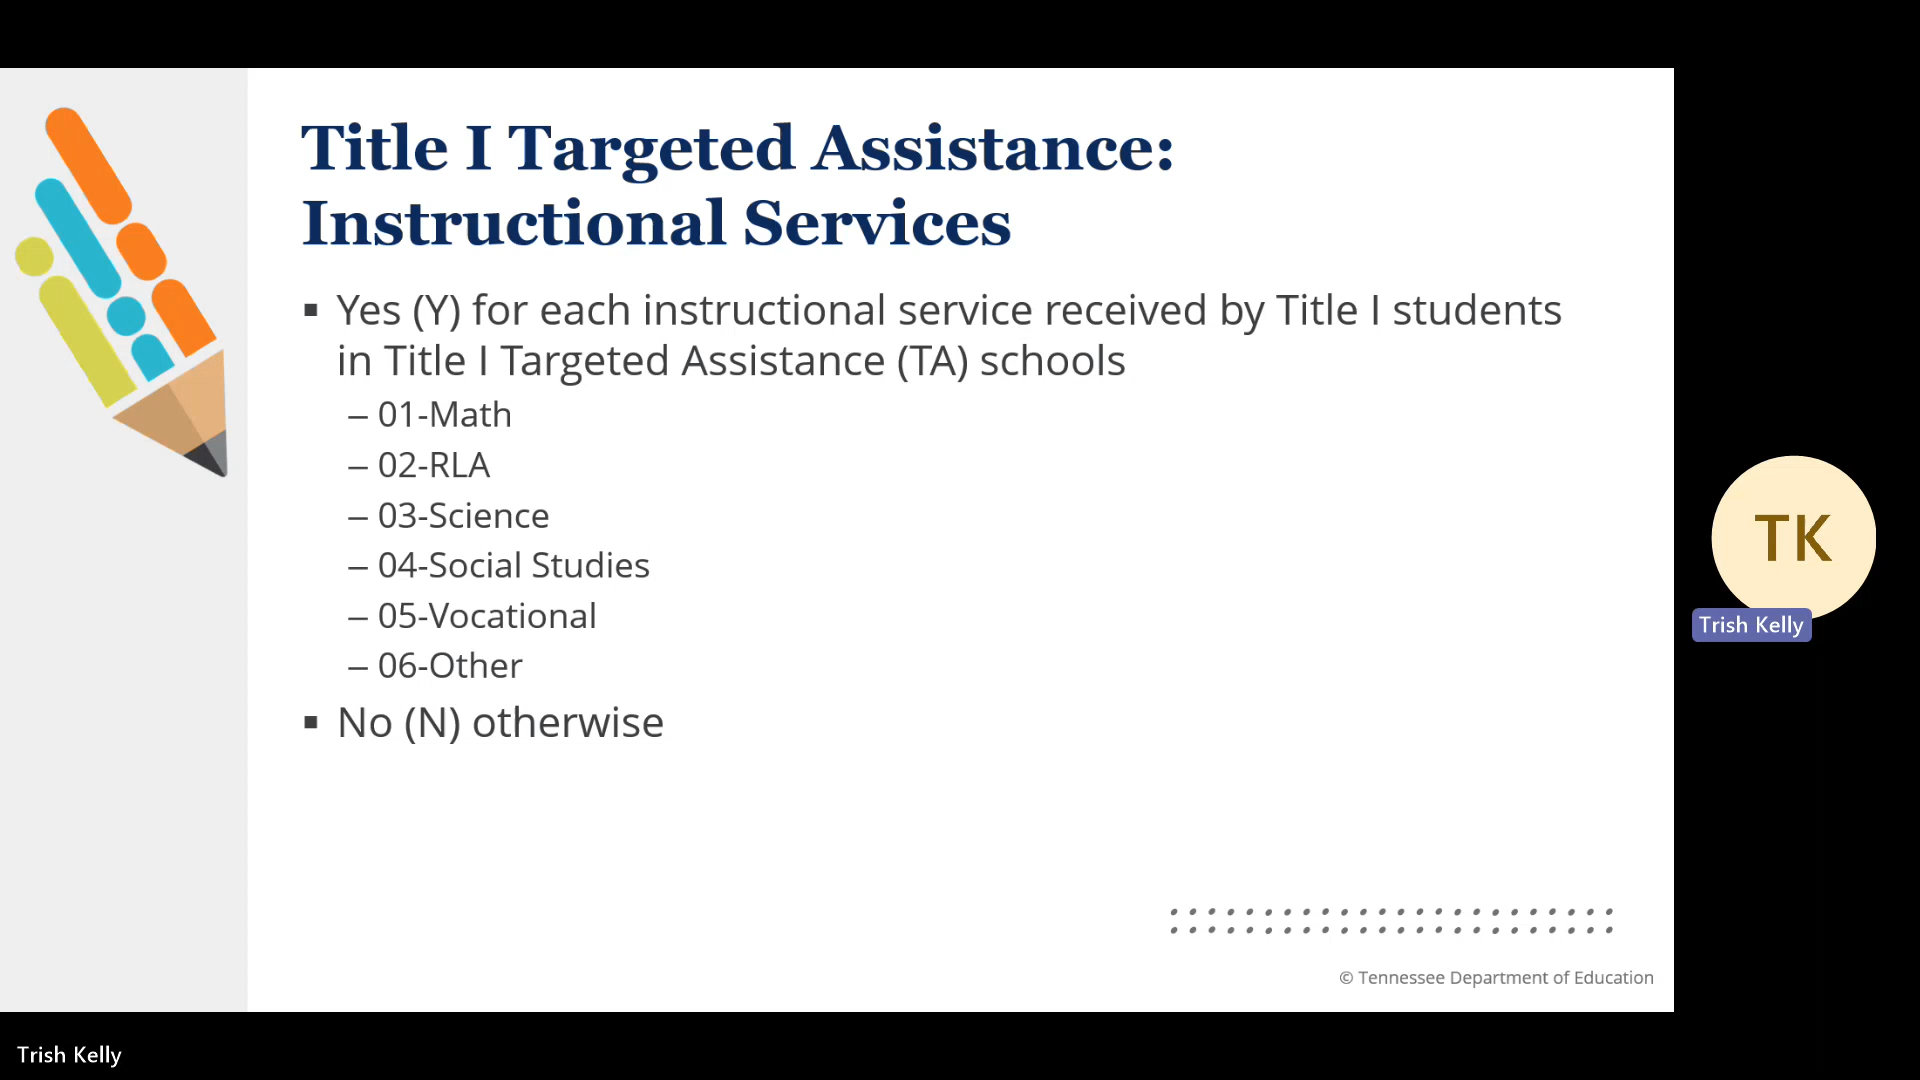 Title I Targeted Assistance:
Instructional Services
▪ Yes (Y) for each instructional service received by Title I students
in Title I Targeted Assistance (TA) schools
– 01-Math
– 02-RLA
– 03-Science
– 04-Social Studies
– 05-Vocational
– 06-Other
▪ No (N) otherwise
© Tennessee Department of Education
TK
Trish Kelly
Trish Kelly